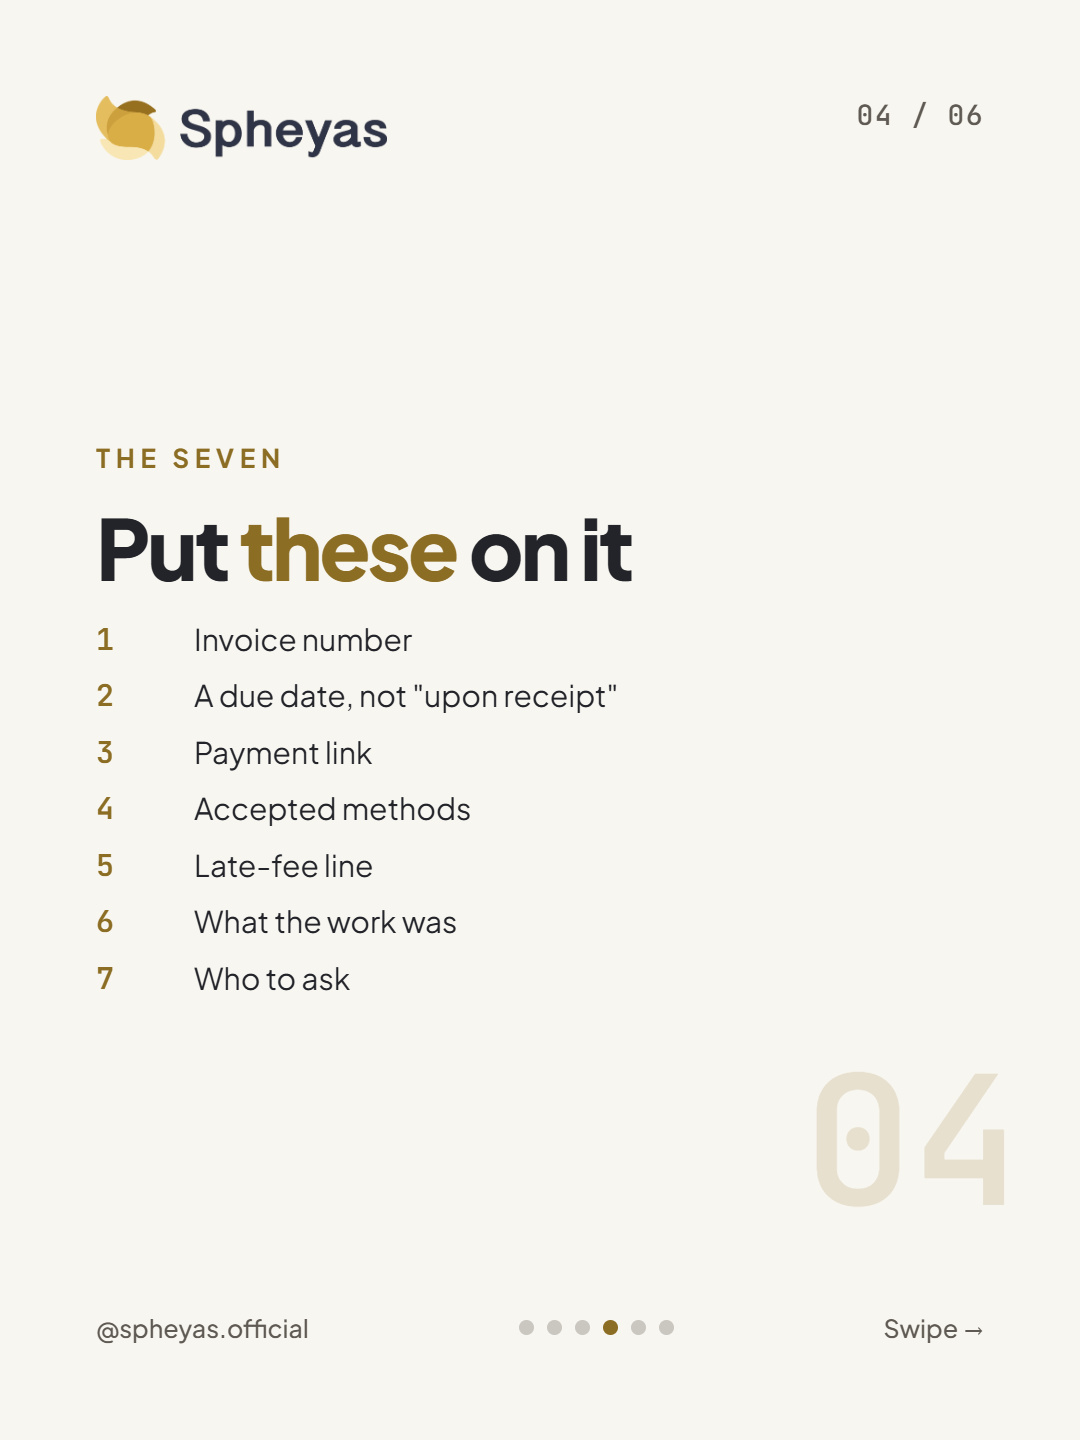 Spheyas
04 / 06
THE SEVEN
Put these on it
1 Invoice number
2 A due date, not "upon receipt"
3 Payment link
4 Accepted methods
5 Late-fee line
6 What the work was
7 Who to ask
04
@spheyas.official
Swipe →